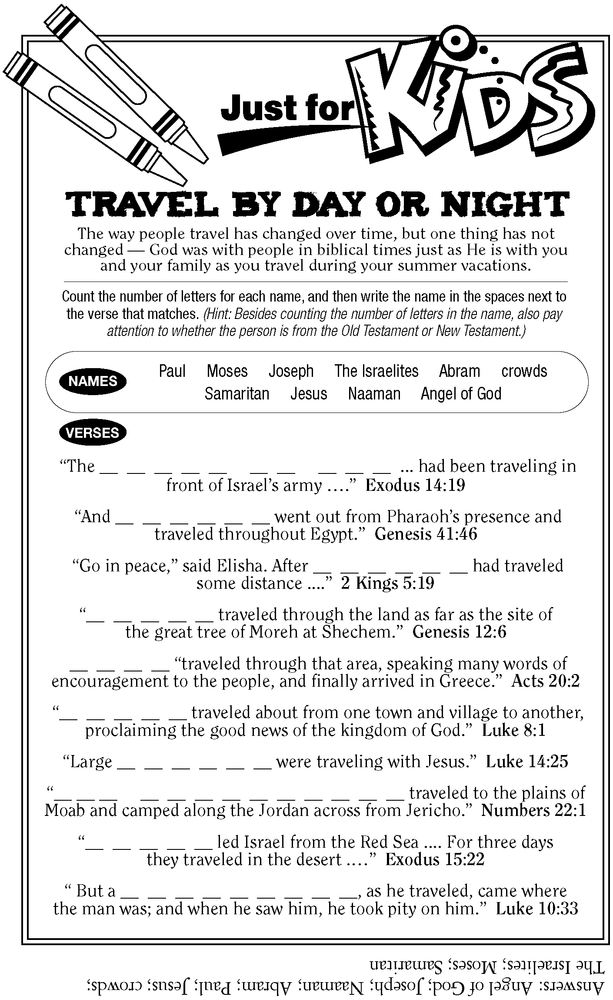 Just for KiDS
TRAVEL BY DAY OR NIGHT
The way people travel has changed over time, but one thing has not
changed — God was with people in biblical times just as He is with you
and your family as you travel during your summer vacations.
Count the number of letters for each name, and then write the name in the spaces next to
the verse that matches. (Hint: Besides counting the number of letters in the name, also pay
attention to whether the person is from the Old Testament or New Testament.)
NAMES
Paul Moses Joseph The Israelites Abram crowds
Samaritan Jesus Naaman Angel of God
VERSES
“The __ __ __ __ __   __ __   __ __ __ ... had been traveling in
front of Israel’s army ....” Exodus 14:19
“And __ __ __ __ __ __ went out from Pharaoh’s presence and
traveled throughout Egypt.” Genesis 41:46
“Go in peace,” said Elisha. After __ __ __ __ __ __ had traveled
some distance ....” 2 Kings 5:19
“__ __ __ __ __ traveled through the land as far as the site of
the great tree of Moreh at Shechem.” Genesis 12:6
__ __ __ __ “traveled through that area, speaking many words of
encouragement to the people, and finally arrived in Greece.” Acts 20:2
“__ __ __ __ __ traveled about from one town and village to another,
proclaiming the good news of the kingdom of God.” Luke 8:1
“Large __ __ __ __ __ __ were traveling with Jesus.” Luke 14:25
“__ __ __   __ __ __ __ __ __ __ __ __ __ traveled to the plains of
Moab and camped along the Jordan across from Jericho.” Numbers 22:1
“__ __ __ __ __ led Israel from the Red Sea .... For three days
they traveled in the desert ....” Exodus 15:22
“ But a __ __ __ __ __ __ __ __ __, as he traveled, came where
the man was; and when he saw him, he took pity on him.” Luke 10:33
Answers: Angel of God; Joseph; Naaman; Abram; Paul; Jesus; crowds;
The Israelites; Moses; Samaritan